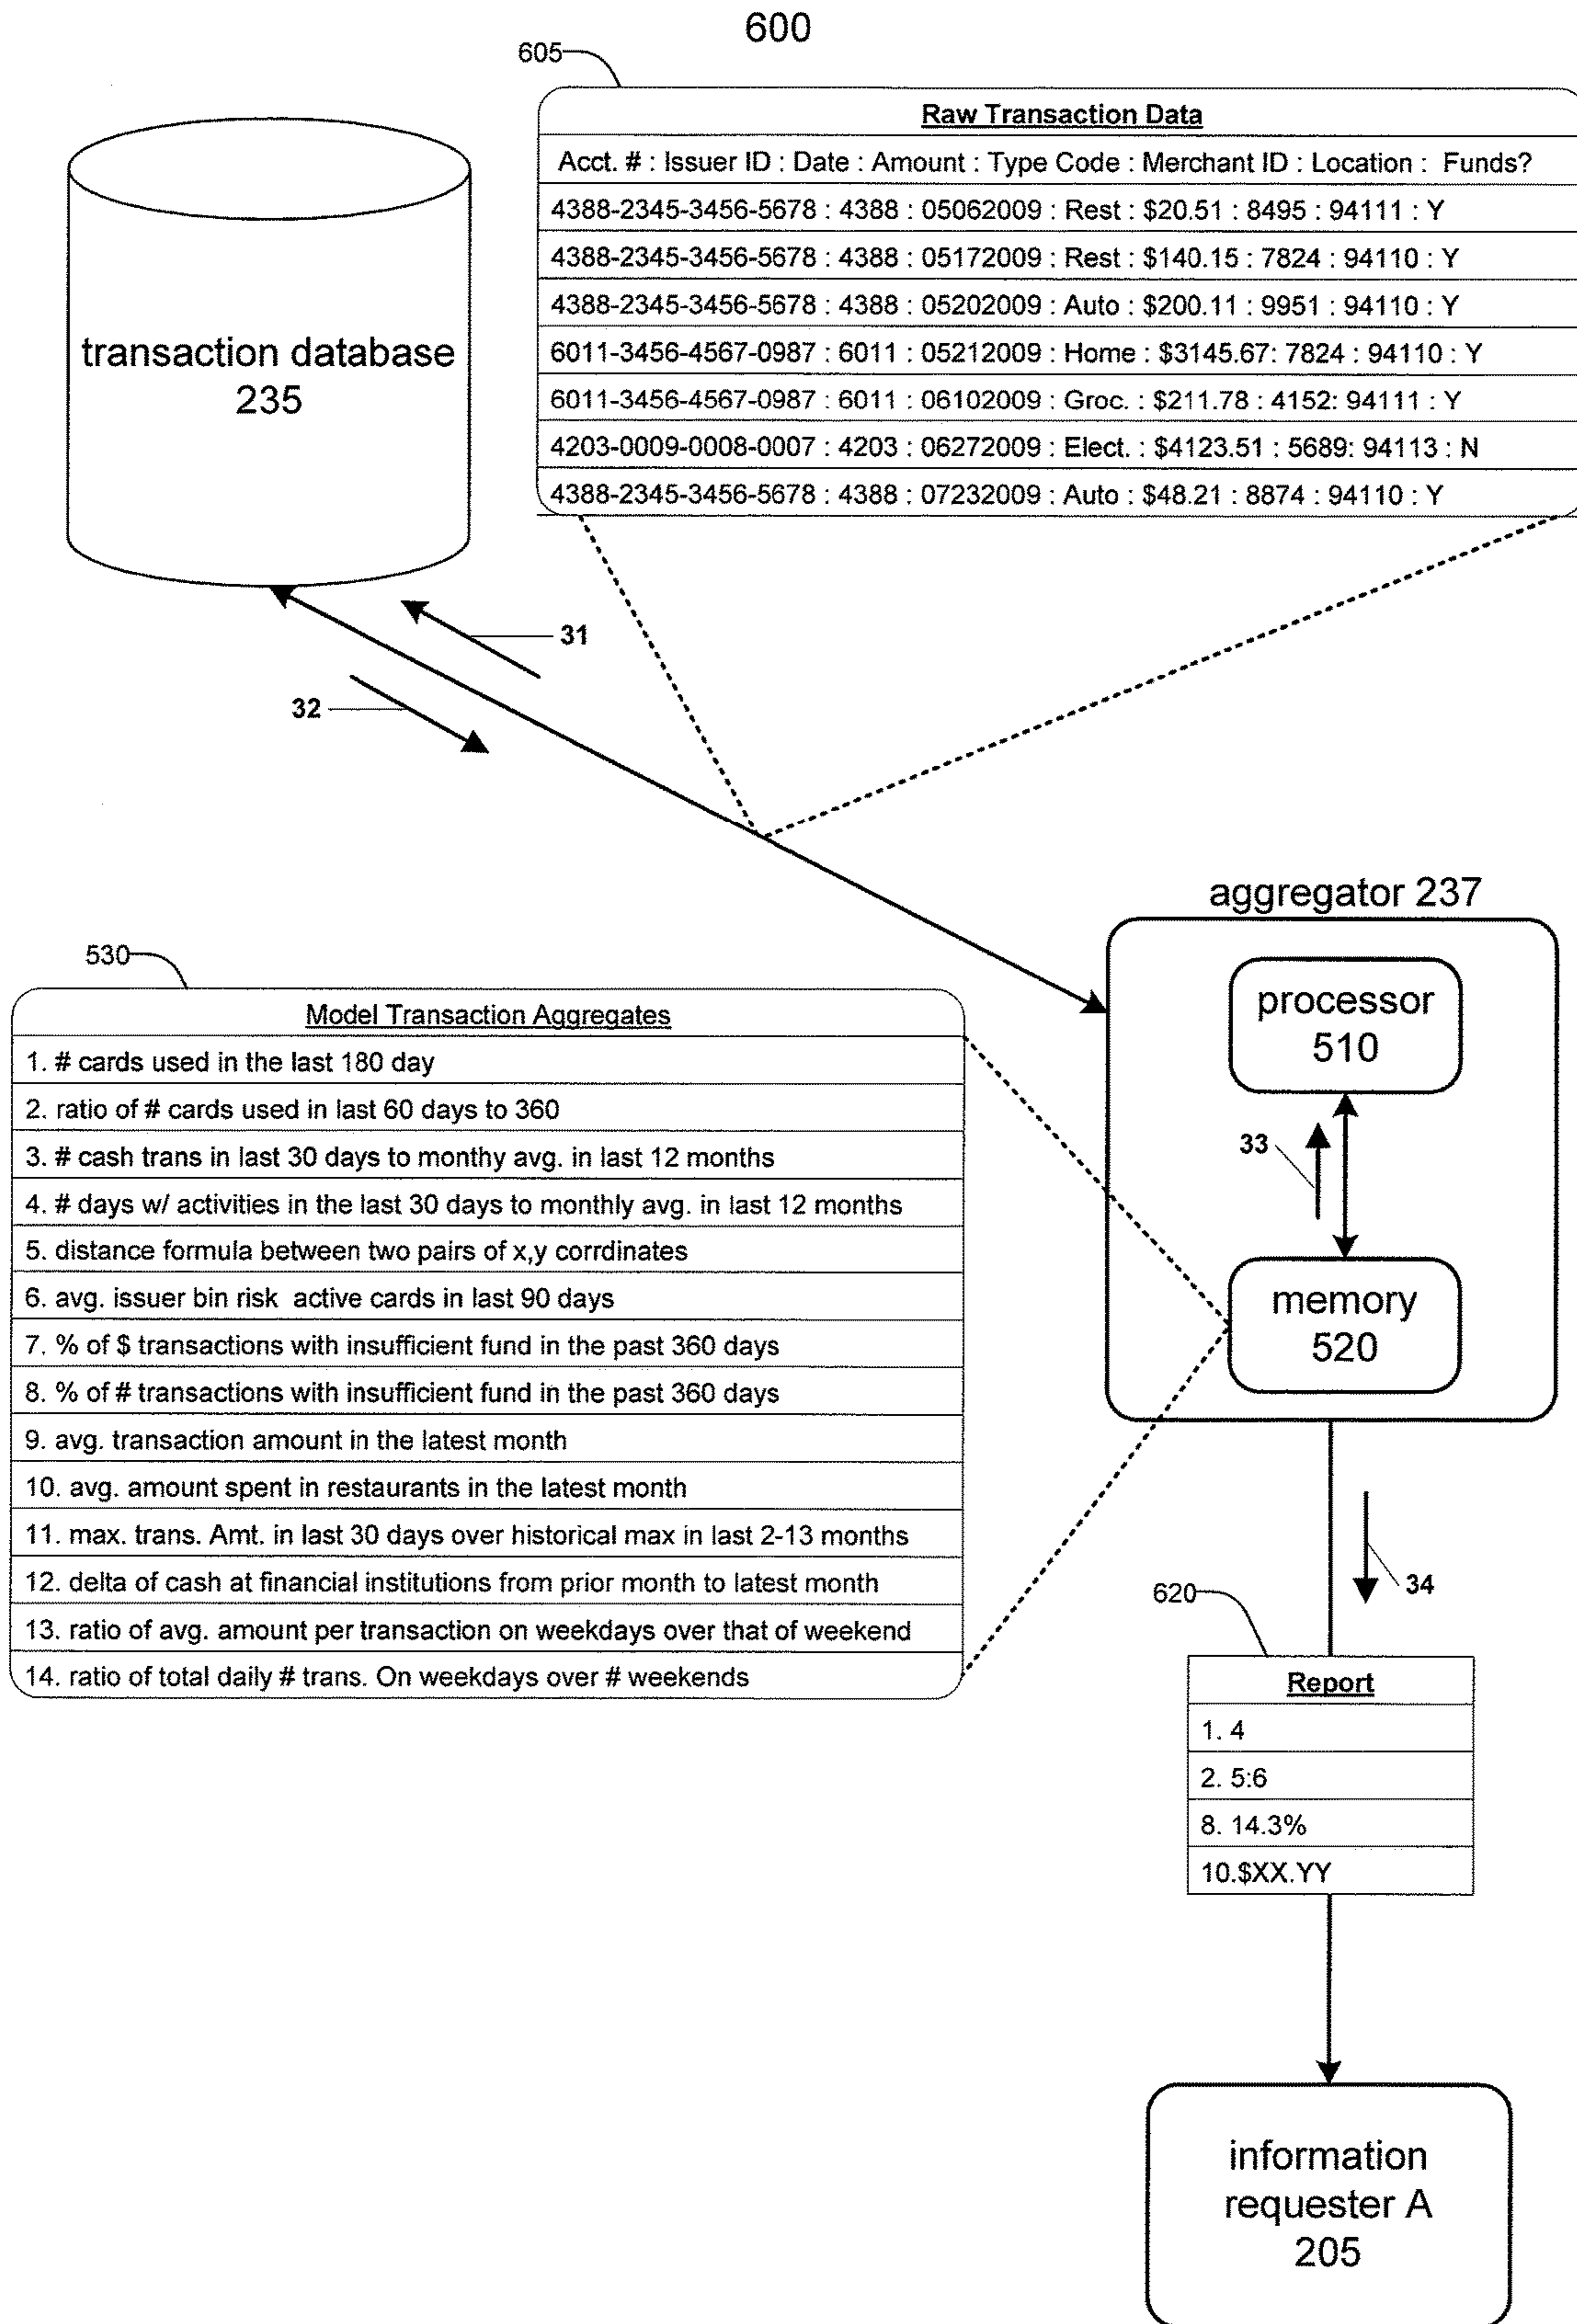 600
605
Raw Transaction Data
Acct. # : Issuer ID : Date : Amount : Type Code : Merchant ID : Location : Funds?
4388-2345-3456-5678 : 4388 : 05062009 : Rest : $20.51 : 8495 : 94111 : Y
4388-2345-3456-5678 : 4388 : 05172009 : Rest : $140.15 : 7824 : 94110 : Y
4388-2345-3456-5678 : 4388 : 05202009 : Auto : $200.11 : 9951 : 94110 : Y
6011-3456-4567-0987 : 6011 : 05212009 : Home : $3145.67: 7824 : 94110 : Y
6011-3456-4567-0987 : 6011 : 06102009 : Groc. : $211.78 : 4152: 94111 : Y
4203-0009-0008-0007 : 4203 : 06272009 : Elect. : $4123.51 : 5689: 94113 : N
4388-2345-3456-5678 : 4388 : 07232009 : Auto : $48.21 : 8874 : 94110 : Y
transaction database
235
31
32
aggregator 237
processor
510
33
memory
520
530
Model Transaction Aggregates
1. # cards used in the last 180 day
2. ratio of # cards used in last 60 days to 360
3. # cash trans in last 30 days to monthy avg. in last 12 months
4. # days w/ activities in the last 30 days to monthly avg. in last 12 months
5. distance formula between two pairs of x,y corrdinates
6. avg. issuer bin risk active cards in last 90 days
7. % of $ transactions with insufficient fund in the past 360 days
8. % of # transactions with insufficient fund in the past 360 days
9. avg. transaction amount in the latest month
10. avg. amount spent in restaurants in the latest month
11. max. trans. Amt. in last 30 days over historical max in last 2-13 months
12. delta of cash at financial institutions from prior month to latest month
13. ratio of avg. amount per transaction on weekdays over that of weekend
14. ratio of total daily # trans. On weekdays over # weekends
34
620
Report
1. 4
2. 5:6
8. 14.3%
10.$XX.YY
information
requester A
205